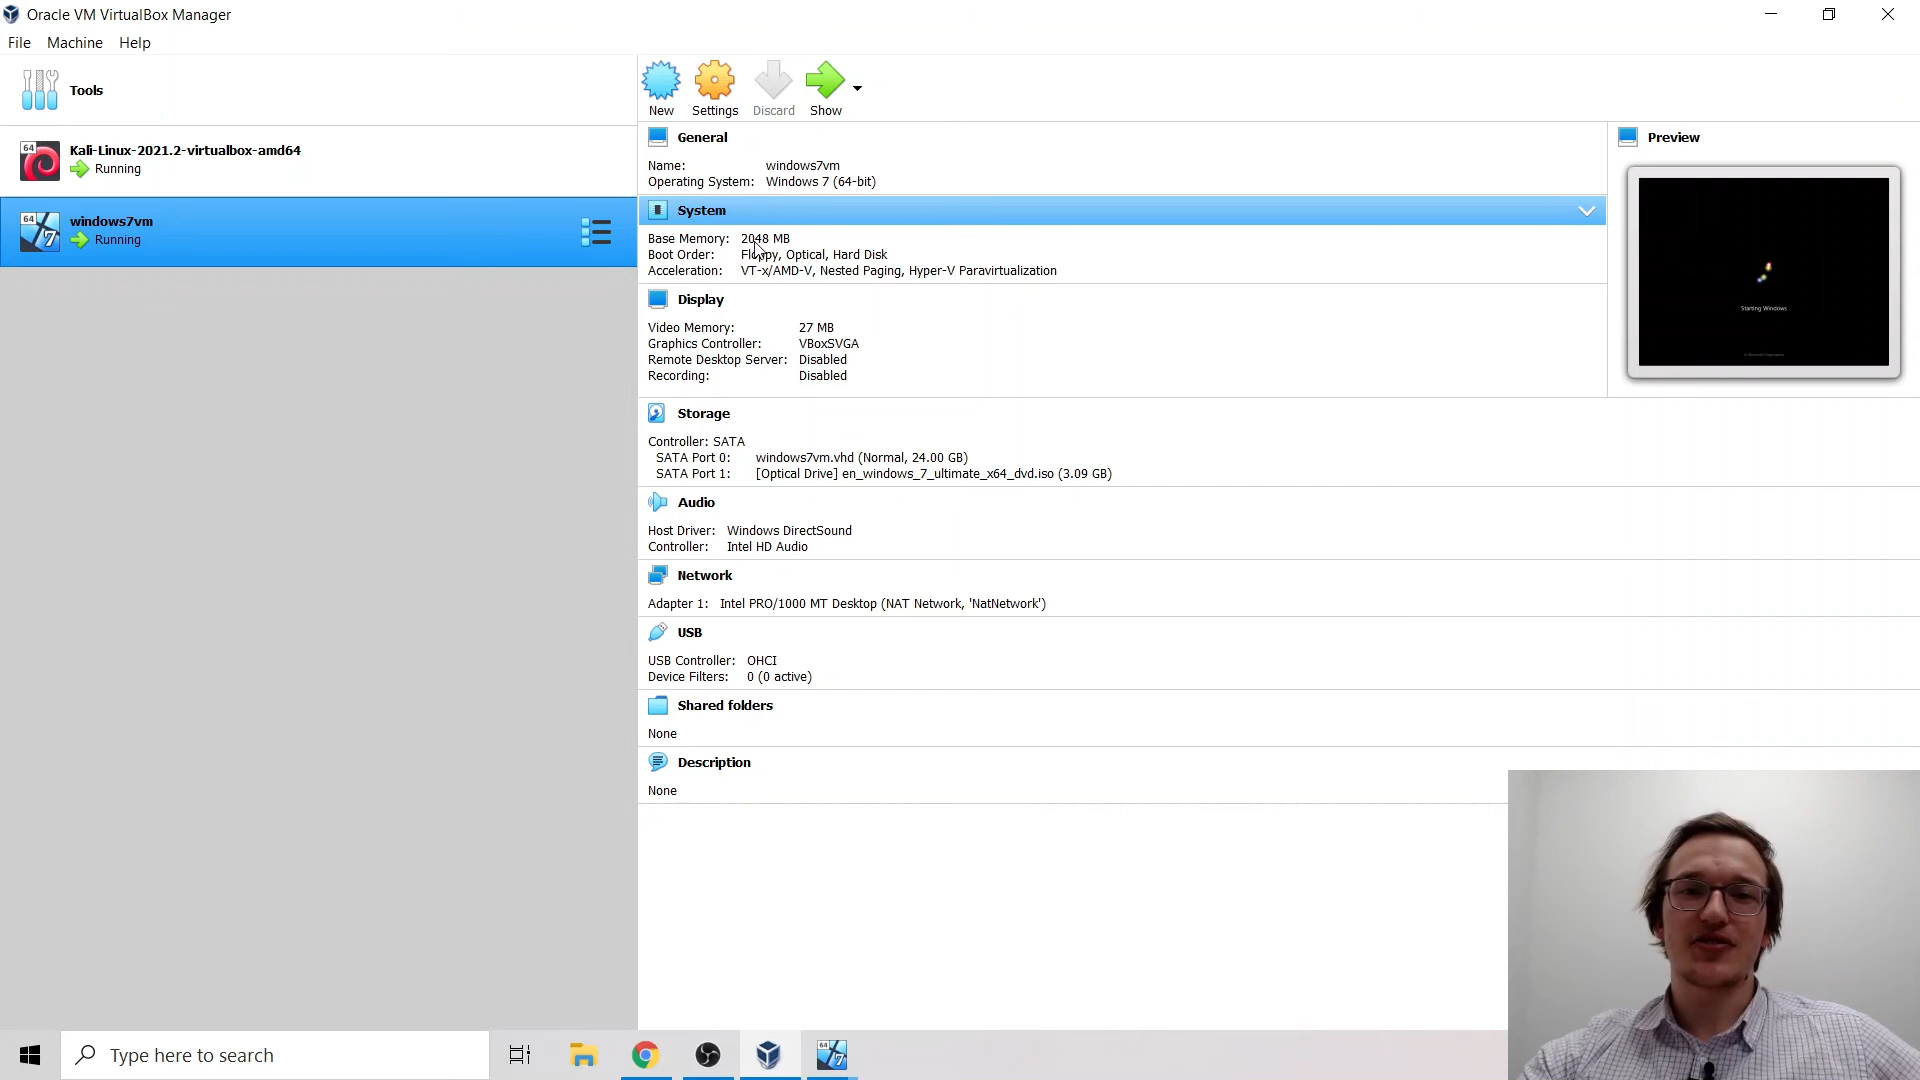 Oracle VM VirtualBox Manager
File Machine Help
Tools
New Settings Discard Show
64
Kali-Linux-2021.2-virtualbox-amd64
Running
64
windows7vm
Running
General
Name: windows7vm
Operating System: Windows 7 (64-bit)
System
Base Memory: 2048 MB
Boot Order: Floppy, Optical, Hard Disk
Acceleration: VT-x/AMD-V, Nested Paging, Hyper-V Paravirtualization
Display
Video Memory: 27 MB
Graphics Controller: VBoxSVGA
Remote Desktop Server: Disabled
Recording: Disabled
Storage
Controller: SATA
SATA Port 0: windows7vm.vhd (Normal, 24.00 GB)
SATA Port 1: [Optical Drive] en_windows_7_ultimate_x64_dvd.iso (3.09 GB)
Audio
Host Driver: Windows DirectSound
Controller: Intel HD Audio
Network
Adapter 1: Intel PRO/1000 MT Desktop (NAT Network, 'NatNetwork')
USB
USB Controller: OHCI
Device Filters: 0 (0 active)
Shared folders
None
Description
None
Preview
Starting Windows
© Microsoft Corporation
Type here to search
64
7